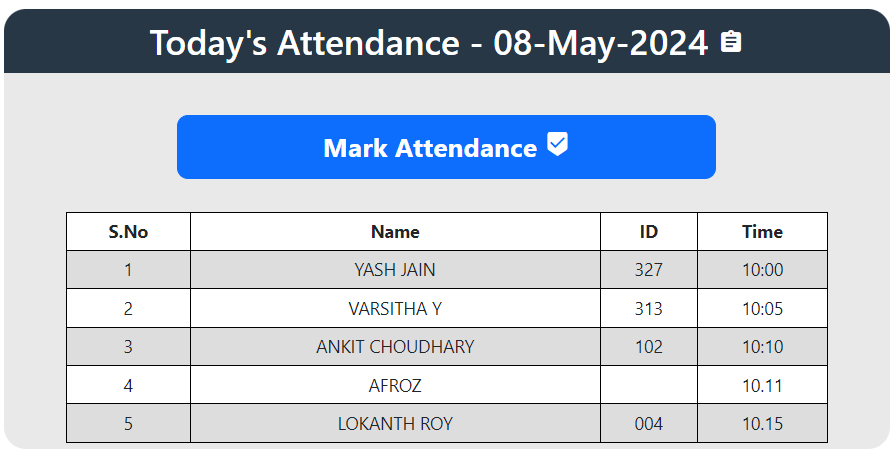 Today's Attendance - 08-May-2024
Mark Attendance
S.No Name ID Time
1 YASH JAIN 327 10:00
2 VARSITHA Y 313 10:05
3 ANKIT CHOUDHARY 102 10:10
4 AFROZ 10.11
5 LOKANTH ROY 004 10.15